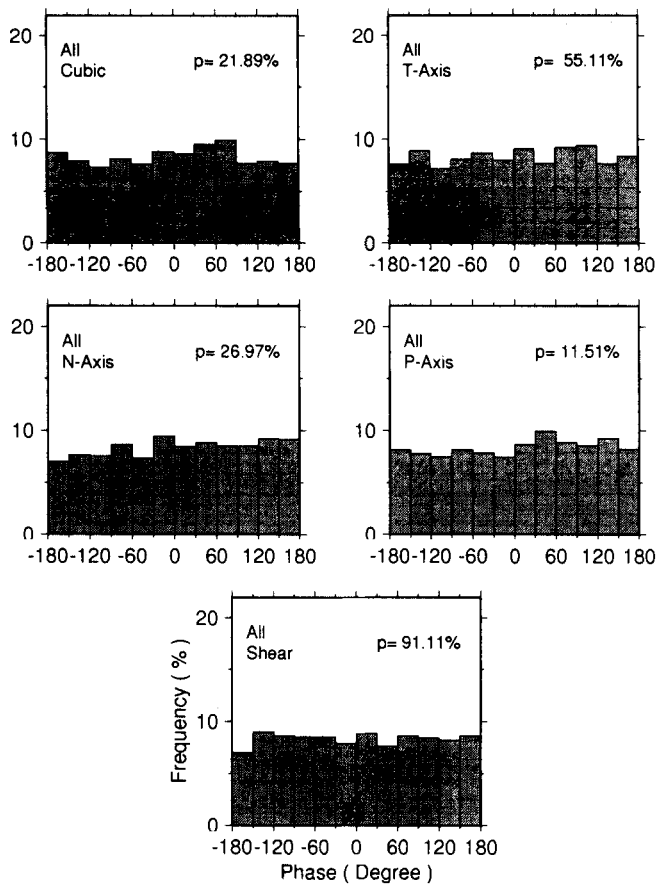 20
All
Cubic
p= 21.89%
10
0
-180 -120 -60 0 60 120 180
20
All
T-Axis
p= 55.11%
10
0
-180 -120 -60 0 60 120 180
20
All
N-Axis
p= 26.97%
10
0
-180 -120 -60 0 60 120 180
20
All
P-Axis
p= 11.51%
10
0
-180 -120 -60 0 60 120 180
Frequency ( % )
20
All
Shear
p= 91.11%
10
0
-180 -120 -60 0 60 120 180
Phase ( Degree )